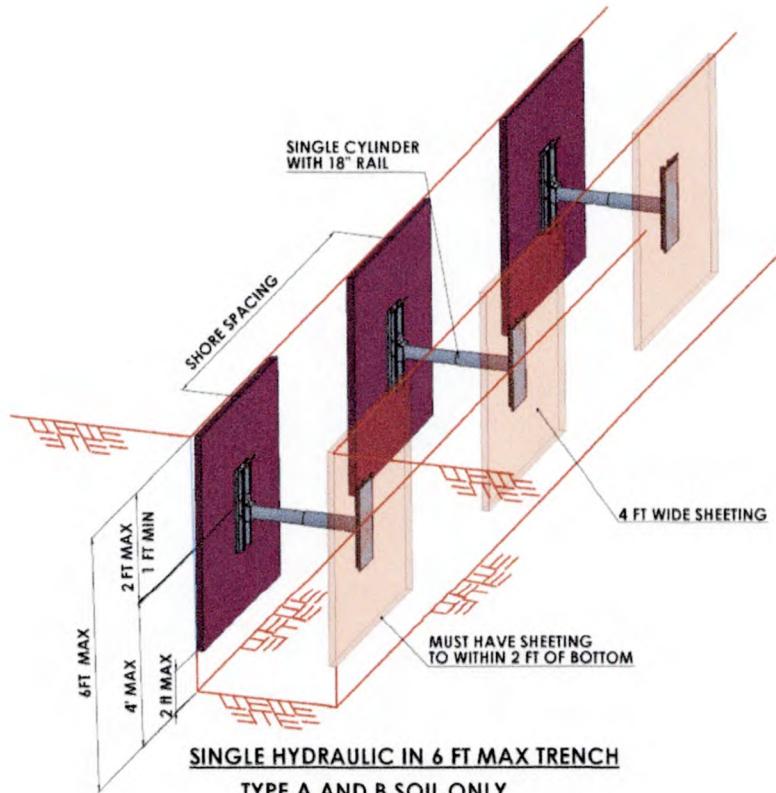 SINGLE CYLINDER
WITH 18" RAIL
SHORE SPACING
4 FT WIDE SHEETING
2 FT MAX
1 FT MIN
6FT MAX
4' MAX
2 ft MAX
MUST HAVE SHEETING
TO WITHIN 2 FT OF BOTTOM
SINGLE HYDRAULIC IN 6 FT MAX TRENCH
TYPE A AND B SOIL ONLY